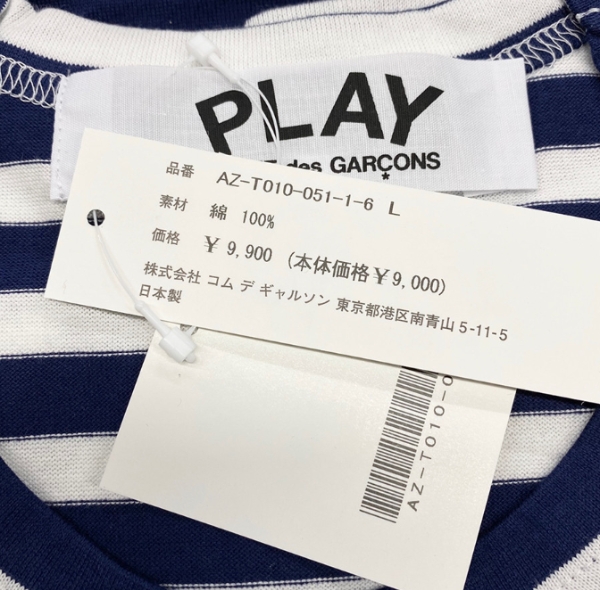 PLAY
des GARÇONS
*
品番 AZ-T010-051-1-6 L
素材 綿 100%
価格 ¥ 9,900 (本体価格¥9,000)
株式会社 コム デ ギャルソン 東京都港区南青山 5-11-5
日本製
AZ-T010-0